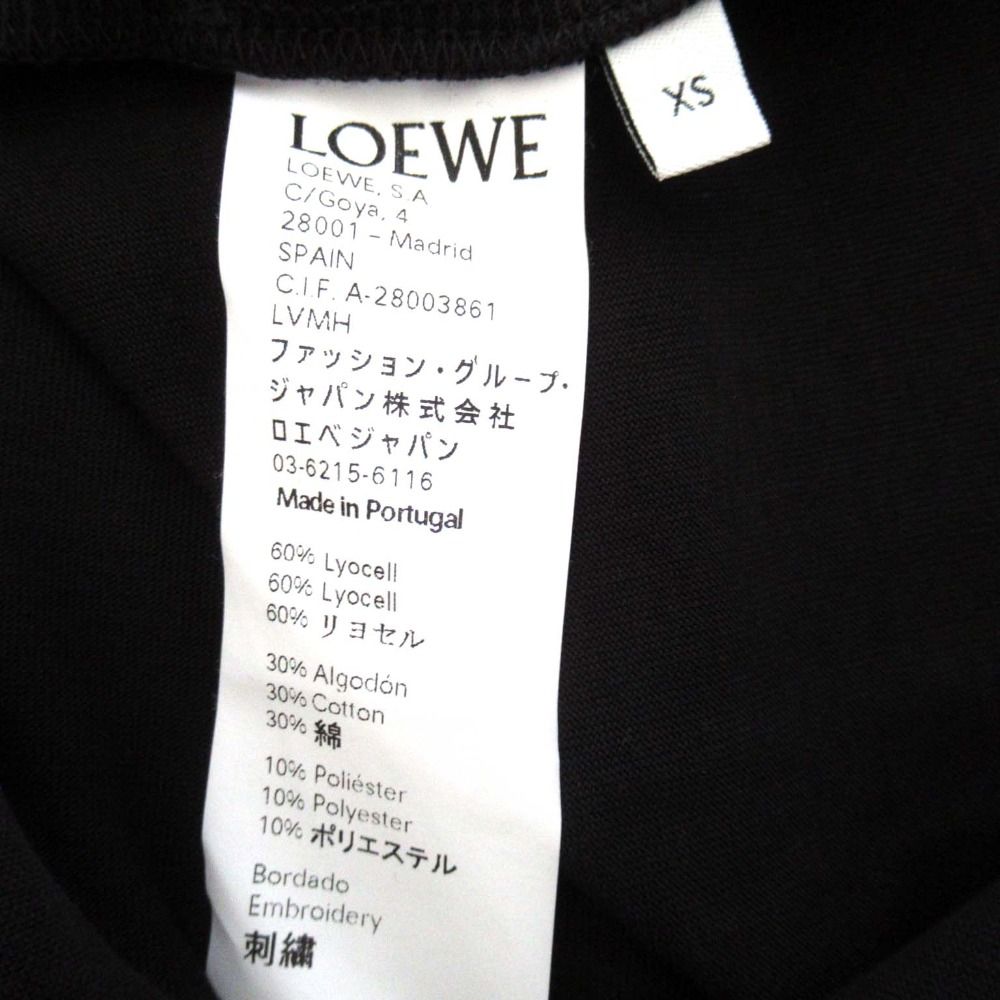 LOEWE
LOEWE, S.A
C/Goya, 4
28001 – Madrid
SPAIN
C.I.F. A-28003861
LVMH
ファッション・グループ・
ジャパン株式会社
ロエベジャパン
03-6215-6116
Made in Portugal
60% Lyocell
60% Lyocell
60% リヨセル
30% Algodón
30% Cotton
30% 綿
10% Poliéster
10% Polyester
10% ポリエステル
Bordado
Embroidery
刺繍
XS